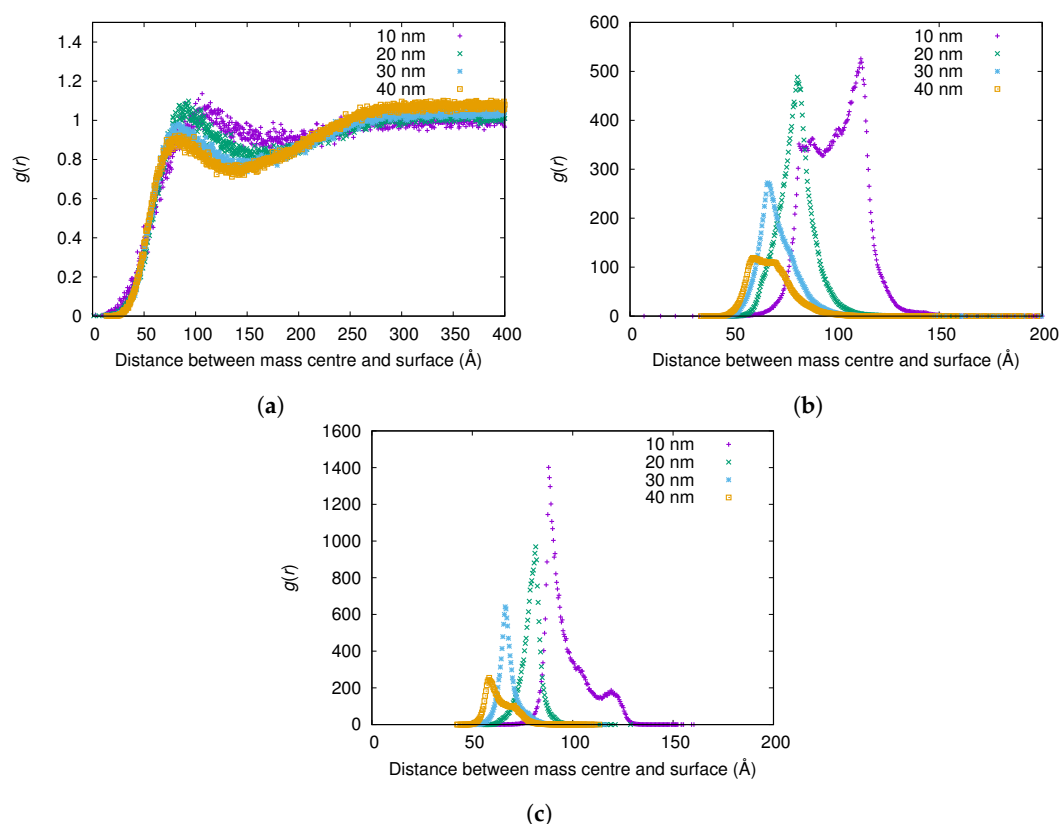 1.4
1.2
1
0.8
0.6
0.4
0.2
0
g(r)
10 nm
20 nm
30 nm
40 nm
0 50 100 150 200 250 300 350 400
Distance between mass centre and surface (Å)
(a)
600
500
400
300
200
100
0
g(r)
10 nm
20 nm
30 nm
40 nm
0 50 100 150 200
Distance between mass centre and surface (Å)
(b)
1600
1400
1200
1000
800
600
400
200
0
g(r)
10 nm
20 nm
30 nm
40 nm
0 50 100 150 200
Distance between mass centre and surface (Å)
(c)